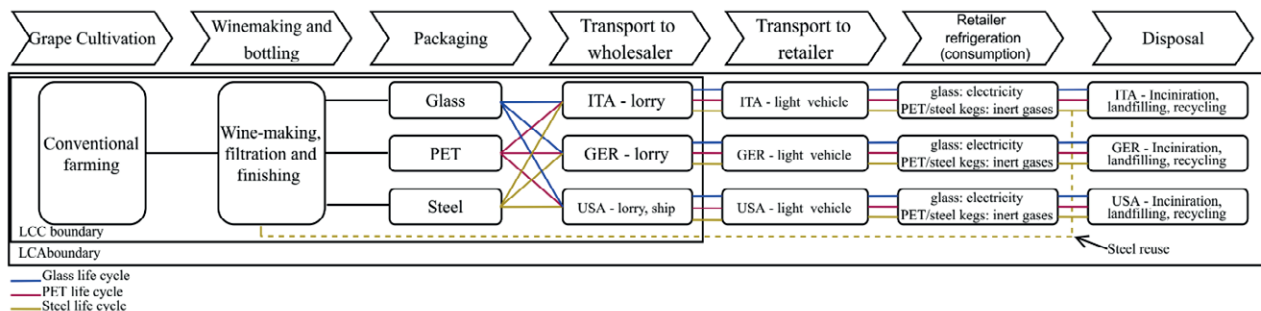 Grape Cultivation
Winemaking and
bottling
Packaging
Transport to
wholesaler
Transport to
retailer
Retailer
refrigeration
(consumption)
Disposal
Conventional
farming
Wine-making,
filtration and
finishing
Glass
PET
Steel
ITA - lorry
GER - lorry
USA - lorry, ship
ITA - light vehicle
GER - light vehicle
USA - light vehicle
glass: electricity
PET/steel kegs: inert gases
glass: electricity
PET/steel kegs: inert gases
glass: electricity
PET/steel kegs: inert gases
ITA - Inciniration,
landfilling, recycling
GER - Inciniration,
landfilling, recycling
USA - Inciniration,
landfilling, recycling
LCC boundary
LCAboundary
Steel reuse
Glass life cycle
PET life cycle
Steel life cycle